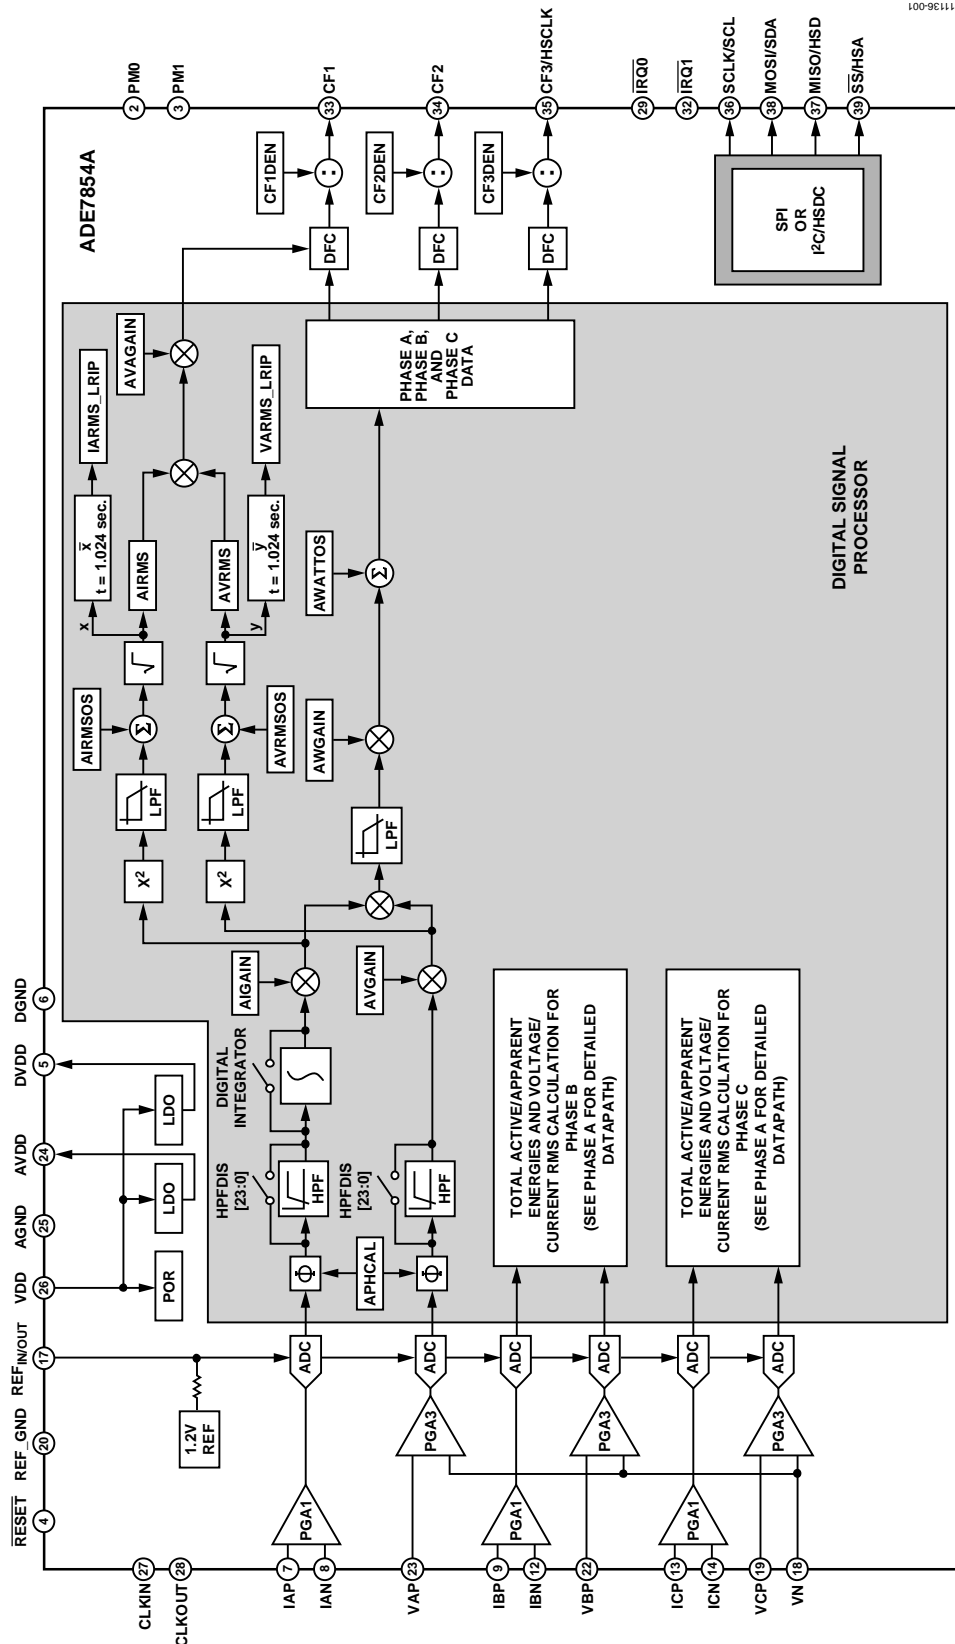 RESET 4
REF_GND 20
REFIN/OUT 17
VDD 26
AGND 25
AVDD 24
DVDD 5
DGND 6
CLKIN 27
CLKOUT 28
IAP 7
IAN 8
VAP 23
IBP 9
IBN 12
VBP 22
ICP 13
ICN 14
VCP 19
VN 18
1.2V
REF
POR
LDO
LDO
PGA1
PGA3
PGA1
PGA3
PGA1
PGA3
ADC
ADC
ADC
ADC
ADC
ADC
Φ
APHCAL
Φ
HPFDIS
[23:0]
HPF
HPFDIS
[23:0]
HPF
DIGITAL
INTEGRATOR
AIGAIN
AVGAIN
TOTAL ACTIVE/APPARENT
ENERGIES AND VOLTAGE/
CURRENT RMS CALCULATION FOR
PHASE B
(SEE PHASE A FOR DETAILED
DATAPATH)
TOTAL ACTIVE/APPARENT
ENERGIES AND VOLTAGE/
CURRENT RMS CALCULATION FOR
PHASE C
(SEE PHASE A FOR DETAILED
DATAPATH)
X²
X²
LPF
LPF
LPF
AIRMSOS
Σ
Σ
AVRMSOS
√
√
x
x̅
t = 1.024 sec.
IARMS_LRIP
AIRMS
AVRMS
y
y̅
t = 1.024 sec.
VARMS_LRIP
AVAGAIN
AWGAIN
AWATTOS
Σ
PHASE A,
PHASE B,
AND
PHASE C
DATA
DIGITAL SIGNAL
PROCESSOR
ADE7854A
DFC
DFC
DFC
CF1DEN
:
CF2DEN
:
CF3DEN
:
SPI
OR
I²C/HSDC
2 PM0
3 PM1
33 CF1
34 CF2
35 CF3/HSCLK
29 IRQ0
32 IRQ1
36 SCLK/SCL
38 MOSI/SDA
37 MISO/HSD
39 SS/HSA
11136-001